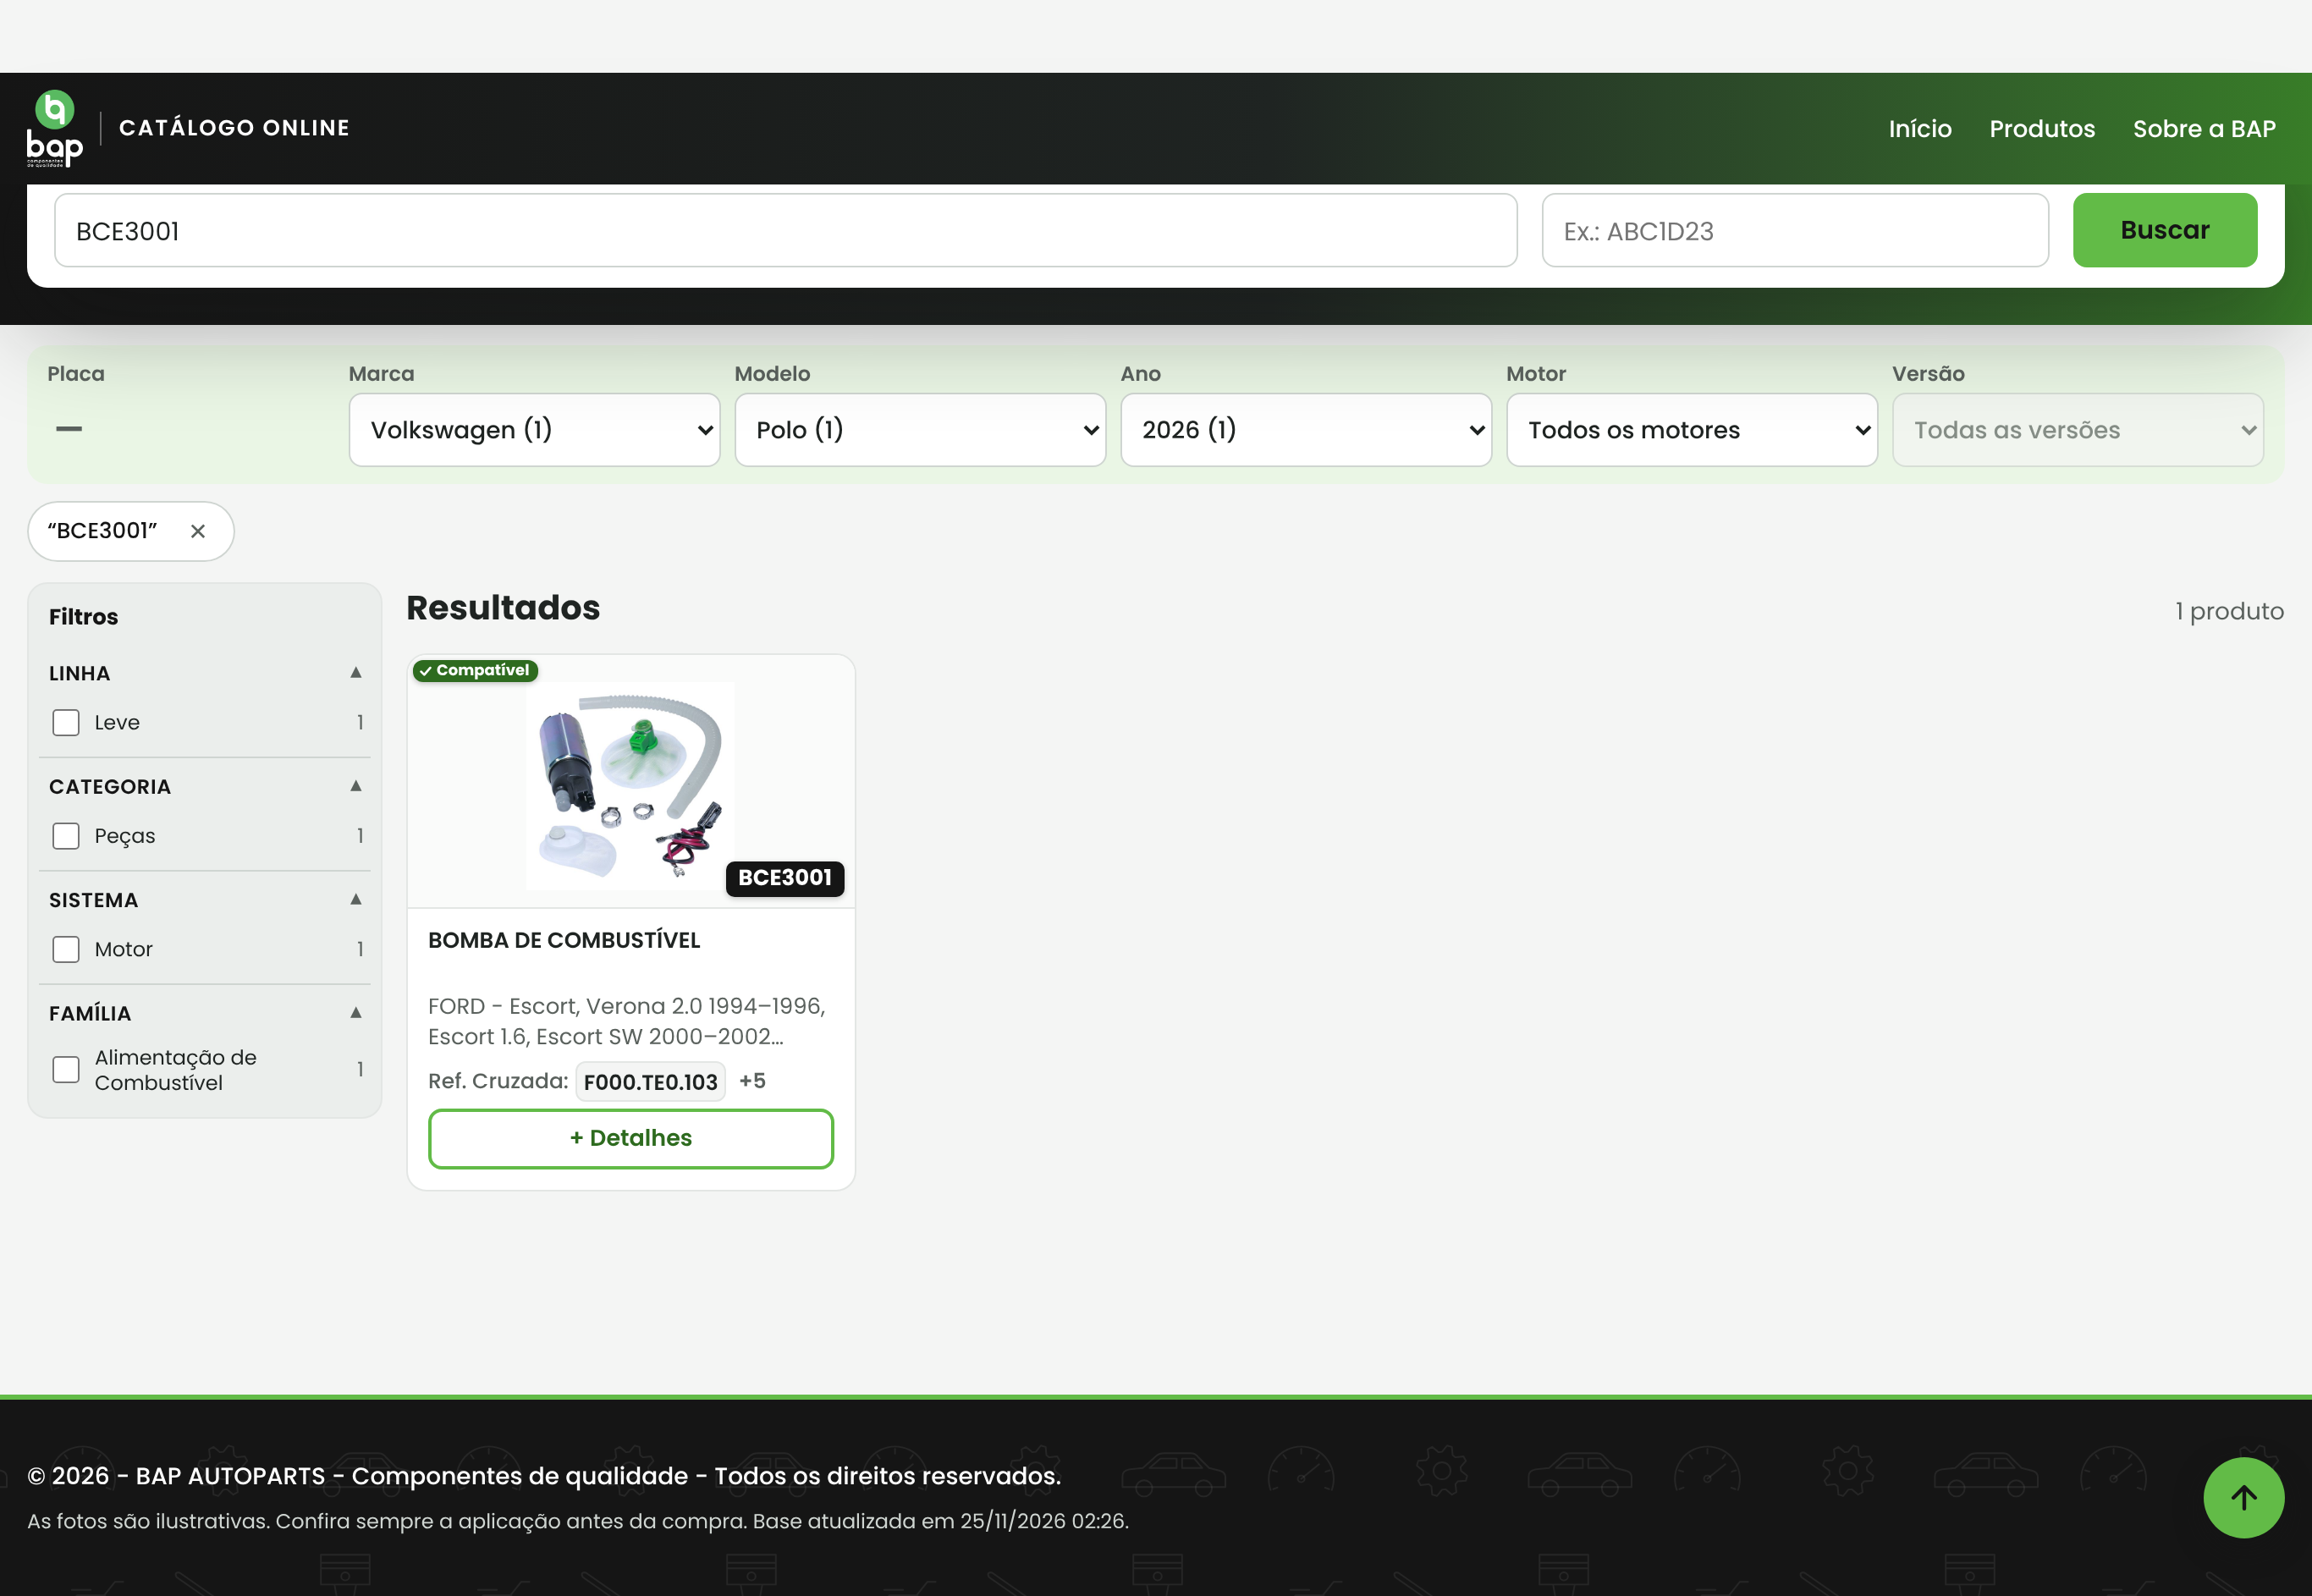 bap
componentes
de qualidade
CATÁLOGO ONLINE
Início
Produtos
Sobre a BAP
BCE3001
Ex.: ABC1D23
Buscar
Placa
Marca
Modelo
Ano
Motor
Versão
—
Volkswagen (1)
Polo (1)
2026 (1)
Todos os motores
Todas as versões
“BCE3001” ✕
Filtros
LINHA ▲
Leve 1
CATEGORIA ▲
Peças 1
SISTEMA ▲
Motor 1
FAMÍLIA ▲
Alimentação de
Combustível 1
Resultados
1 produto
✓ Compatível
BCE3001
BOMBA DE COMBUSTÍVEL
FORD - Escort, Verona 2.0 1994–1996,
Escort 1.6, Escort SW 2000–2002...
Ref. Cruzada: F000.TE0.103 +5
+ Detalhes
© 2026 - BAP AUTOPARTS - Componentes de qualidade - Todos os direitos reservados.
As fotos são ilustrativas. Confira sempre a aplicação antes da compra. Base atualizada em 25/11/2026 02:26.